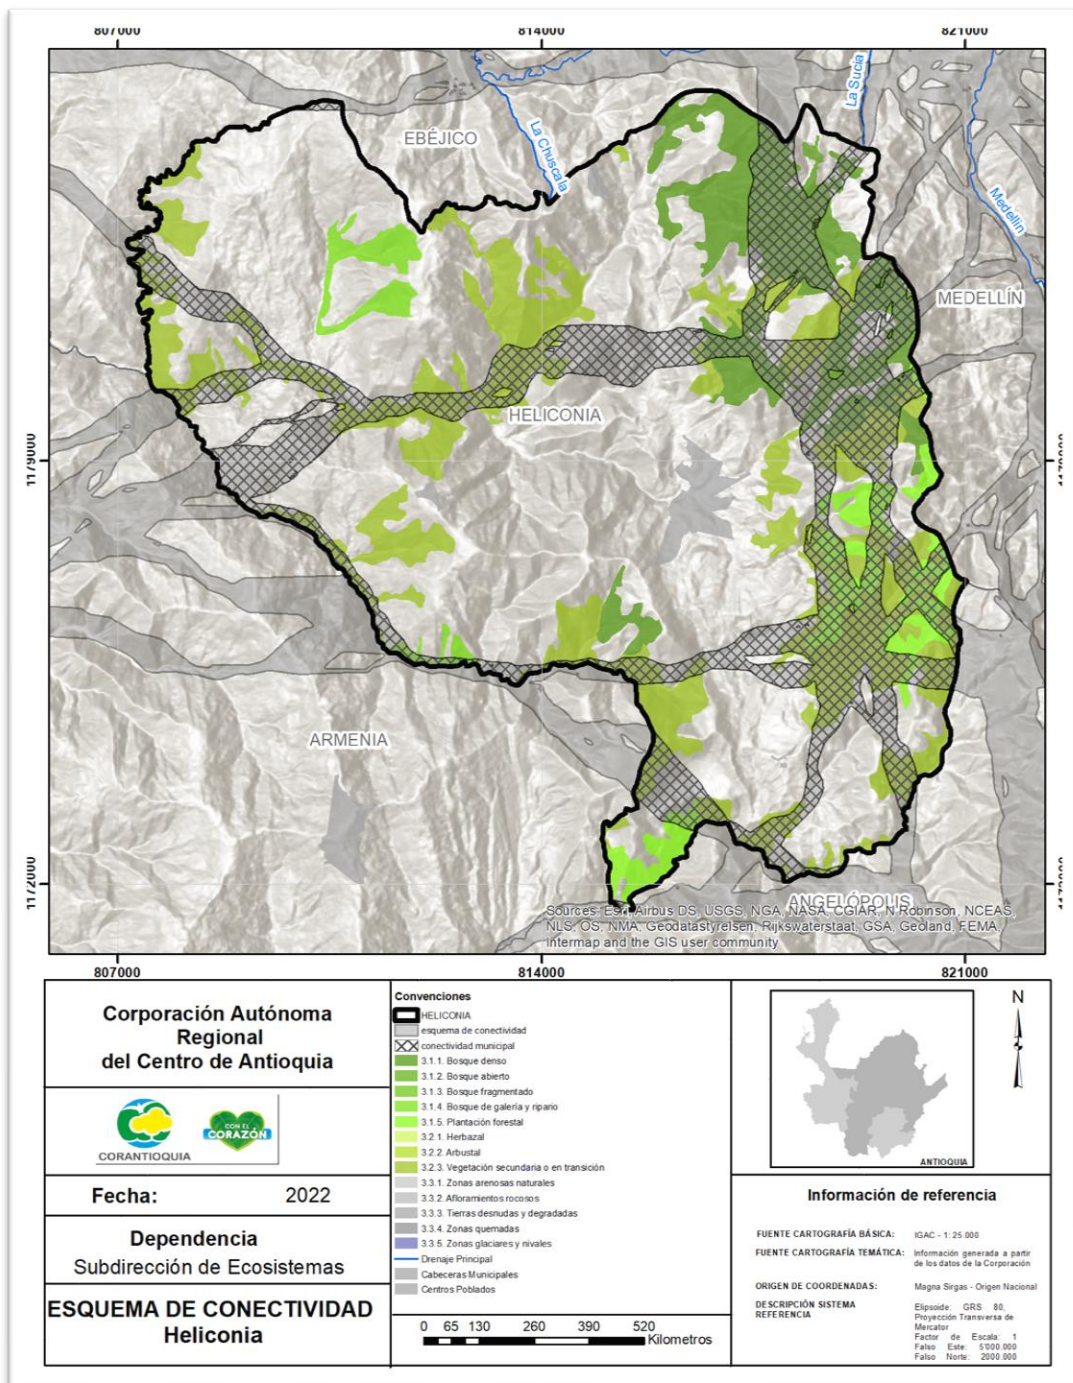 807000
814000
821000
La Sucia
EBÉJICO
La Chuscala
Medellín
MEDELLÍN
HELICONIA
1179000
ARMENIA
1172000
ANGELÓPOLIS
Sources: Esri, Airbus DS, USGS, NGA, NASA, CGIAR, N Robinson, NCEAS,
NLS, OS, NMA, Geodatastyrelsen, Rijkswaterstaat, GSA, Geoland, FEMA,
Intermap and the GIS user community
807000
814000
821000
Corporación Autónoma
Regional
del Centro de Antioquia
CORANTIOQUIA
CON EL
CORAZÓN
Fecha: 2022
Dependencia
Subdirección de Ecosistemas
ESQUEMA DE CONECTIVIDAD
Heliconia
Convenciones
HELICONIA
esquema de conectividad
conectividad municipal
3.1.1. Bosque denso
3.1.2. Bosque abierto
3.1.3. Bosque fragmentado
3.1.4. Bosque de galería y ripario
3.1.5. Plantación forestal
3.2.1. Herbazal
3.2.2. Arbustal
3.2.3. Vegetación secundaria o en transición
3.3.1. Zonas arenosas naturales
3.3.2. Afloramientos rocosos
3.3.3. Tierras desnudas y degradadas
3.3.4. Zonas quemadas
3.3.5. Zonas glaciares y nivales
Drenaje Principal
Cabeceras Municipales
Centros Poblados
0 65 130 260 390 520
Kilometros
N
ANTIOQUIA
Información de referencia
FUENTE CARTOGRAFÍA BÁSICA: IGAC - 1: 25.000
FUENTE CARTOGRAFÍA TEMÁTICA: Información generada a partir
de los datos de la Corporación
ORIGEN DE COORDENADAS: Magna Sirgas - Origen Nacional
DESCRIPCIÓN SISTEMA
REFERENCIA
Elipsoide: GRS 80,
Proyección Transversa de
Mercator
Factor de Escala: 1
Falso Este: 5'000.000
Falso Norte: 2000.000